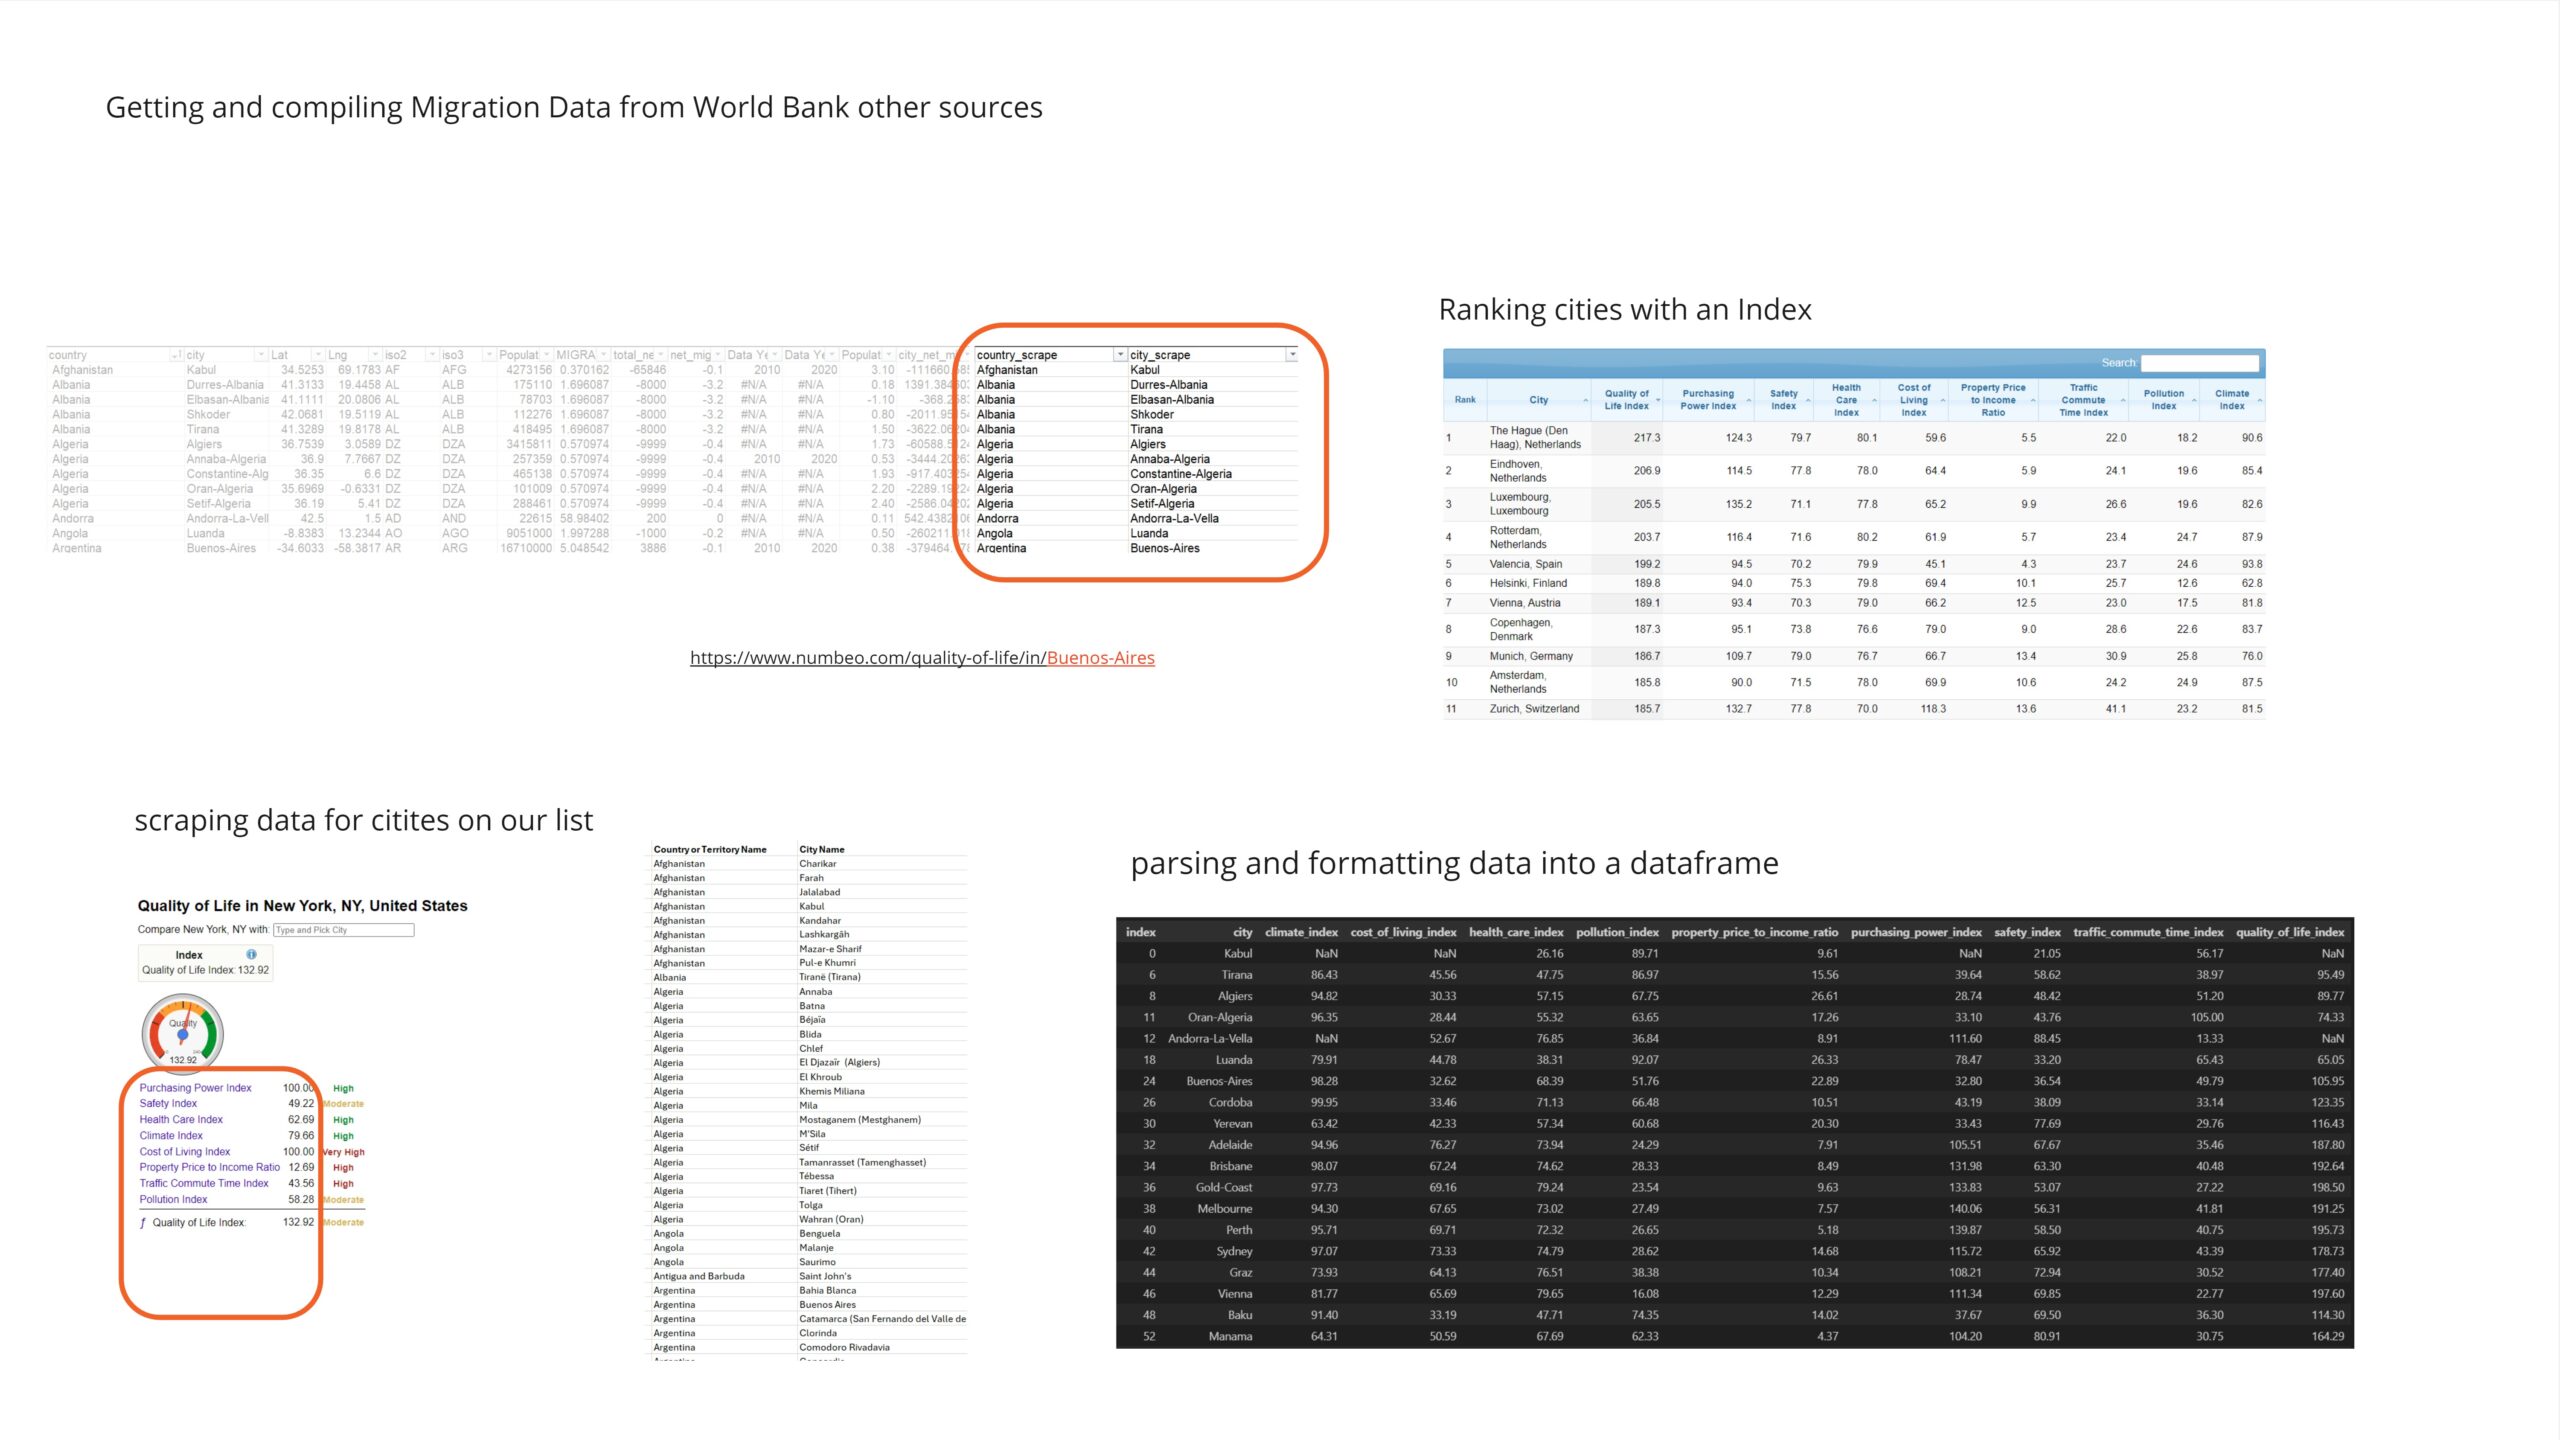 Getting and compiling Migration Data from World Bank other sources
country city Lat Lng iso2 iso3 Populat MIGRA total_ne net_mig Data Ye Data Ye Populat city_net_m country_scrape city_scrape
Afghanistan Kabul 34.5253 69.1783 AF AFG 4273156 0.370162 -65846 -0.1 2010 2020 3.10 Afghanistan Kabul
Albania Durres-Albania 41.3133 19.4458 AL ALB 175110 1.696087 -8000 -3.2 #N/A #N/A 0.18 Albania Durres-Albania
Albania Elbasan-Albania 41.1111 20.0806 AL ALB 78703 1.696087 -8000 -3.2 #N/A #N/A -1.10 Albania Elbasan-Albania
Albania Shkoder 42.0681 19.5119 AL ALB 112276 1.696087 -8000 -3.2 #N/A #N/A 0.80 Albania Shkoder
Albania Tirana 41.3289 19.8178 AL ALB 418495 1.696087 -8000 -3.2 #N/A #N/A 1.50 Albania Tirana
Algeria Algiers 36.7539 3.0589 DZ DZA 3415811 0.570974 -9999 -0.4 #N/A #N/A 1.73 Algeria Algiers
Algeria Annaba-Algeria 36.9 7.7667 DZ DZA 257359 0.570974 -9999 -0.4 2010 2020 0.53 Algeria Annaba-Algeria
Algeria Constantine-Alg 36.35 6.6 DZ DZA 465138 0.570974 -9999 -0.4 #N/A #N/A 1.93 Algeria Constantine-Algeria
Algeria Oran-Algeria 35.6969 -0.6331 DZ DZA 101009 0.570974 -9999 -0.4 #N/A #N/A 2.20 Algeria Oran-Algeria
Algeria Setif-Algeria 36.19 5.41 DZ DZA 288461 0.570974 -9999 -0.4 #N/A #N/A 2.40 Algeria Setif-Algeria
Andorra Andorra-La-Vell 42.5 1.5 AD AND 22615 58.98402 200 0 #N/A #N/A 0.11 Andorra Andorra-La-Vella
Angola Luanda -8.8383 13.2344 AO AGO 9051000 1.997288 -1000 -0.2 #N/A #N/A 0.50 Angola Luanda
Argentina Buenos-Aires -34.6033 -58.3817 AR ARG 16710000 5.048542 3886 -0.1 2010 2020 0.38 Argentina Buenos-Aires
https://www.numbeo.com/quality-of-life/in/Buenos-Aires
Ranking cities with an Index
Search:
Rank City Quality of Life Index Purchasing Power Index Safety Index Health Care Index Cost of Living Index Property Price to Income Ratio Traffic Commute Time Index Pollution Index Climate Index
1 The Hague (Den Haag), Netherlands 217.3 124.3 79.7 80.1 59.6 5.5 22.0 18.2 90.6
2 Eindhoven, Netherlands 206.9 114.5 77.8 78.0 64.4 5.9 24.1 19.6 85.4
3 Luxembourg, Luxembourg 205.5 135.2 71.1 77.8 65.2 9.9 26.6 19.6 82.6
4 Rotterdam, Netherlands 203.7 116.4 71.6 80.2 61.9 5.7 23.4 24.7 87.9
5 Valencia, Spain 199.2 94.5 70.2 79.9 45.1 4.3 23.7 24.6 93.8
6 Helsinki, Finland 189.8 94.0 75.3 79.8 69.4 10.1 25.7 12.6 62.8
7 Vienna, Austria 189.1 93.4 70.3 79.0 66.2 12.5 23.0 17.5 81.8
8 Copenhagen, Denmark 187.3 95.1 73.8 76.6 79.0 9.0 28.6 22.6 83.7
9 Munich, Germany 186.7 109.7 79.0 76.7 66.7 13.4 30.9 25.8 76.0
10 Amsterdam, Netherlands 185.8 90.0 71.5 78.0 69.9 10.6 24.2 24.9 87.5
11 Zurich, Switzerland 185.7 132.7 77.8 70.0 118.3 13.6 41.1 23.2 81.5
scraping data for citites on our list
Quality of Life in New York, NY, United States
Compare New York, NY with: Type and Pick City
Index
Quality of Life Index: 132.92
Quality
132.92
Purchasing Power Index 100.00 High
Safety Index 49.22 Moderate
Health Care Index 62.69 High
Climate Index 79.66 High
Cost of Living Index 100.00 Very High
Property Price to Income Ratio 12.69 High
Traffic Commute Time Index 43.56 High
Pollution Index 58.28 Moderate
ƒ Quality of Life Index: 132.92 Moderate
Country or Territory Name City Name
Afghanistan Charikar
Afghanistan Farah
Afghanistan Jalalabad
Afghanistan Kabul
Afghanistan Kandahar
Afghanistan Lashkargāh
Afghanistan Mazar-e Sharif
Afghanistan Pul-e Khumri
Albania Tiranë (Tirana)
Algeria Annaba
Algeria Batna
Algeria Béjaïa
Algeria Blida
Algeria Chlef
Algeria El Djazaïr (Algiers)
Algeria El Khroub
Algeria Khemis Miliana
Algeria Mila
Algeria Mostaganem (Mestghanem)
Algeria M'Sila
Algeria Sétif
Algeria Tamanrasset (Tamenghasset)
Algeria Tébessa
Algeria Tiaret (Tihert)
Algeria Tolga
Algeria Wahran (Oran)
Angola Benguela
Angola Malanje
Angola Saurimo
Antigua and Barbuda Saint John's
Argentina Bahia Blanca
Argentina Buenos Aires
Argentina Catamarca (San Fernando del Valle de
Argentina Clorinda
Argentina Comodoro Rivadavia
parsing and formatting data into a dataframe
index city climate_index cost_of_living_index health_care_index pollution_index property_price_to_income_ratio purchasing_power_index safety_index traffic_commute_time_index quality_of_life_index
0 Kabul NaN NaN 26.16 89.71 9.61 NaN 21.05 56.17 NaN
6 Tirana 86.43 45.56 47.75 86.97 15.56 39.64 58.62 38.97 95.49
8 Algiers 94.82 30.33 57.15 67.75 26.61 28.74 48.42 51.20 89.77
11 Oran-Algeria 96.35 28.44 55.32 63.65 17.26 33.10 43.76 105.00 74.33
12 Andorra-La-Vella NaN 52.67 76.85 36.84 8.91 111.60 88.45 13.33 NaN
18 Luanda 79.91 44.78 38.31 92.07 26.33 78.47 33.20 65.43 65.05
24 Buenos-Aires 98.28 32.62 68.39 51.76 22.89 32.80 36.54 49.79 105.95
26 Cordoba 99.95 33.46 71.13 66.48 10.51 43.19 38.09 33.14 123.35
30 Yerevan 63.42 42.33 57.34 60.68 20.30 33.43 77.69 29.76 116.43
32 Adelaide 94.96 76.27 73.94 24.29 7.91 105.51 67.67 35.46 187.80
34 Brisbane 98.07 67.24 74.62 28.33 8.49 131.98 63.30 40.48 192.64
36 Gold-Coast 97.73 69.16 79.24 23.54 9.63 133.83 53.07 27.22 198.50
38 Melbourne 94.30 67.65 73.02 27.49 7.57 140.06 56.31 41.81 191.25
40 Perth 95.71 69.71 72.32 26.65 5.18 139.87 58.50 40.75 195.73
42 Sydney 97.07 73.33 74.79 28.62 14.68 115.72 65.92 43.39 178.73
44 Graz 73.93 64.13 76.51 38.38 10.34 108.21 72.94 30.52 177.40
46 Vienna 81.77 65.69 79.65 16.08 12.29 111.34 69.85 22.77 197.60
48 Baku 91.40 33.19 47.71 74.35 14.02 37.67 69.50 36.30 114.30
52 Manama 64.31 50.59 67.69 62.33 4.37 104.20 80.91 30.75 164.29